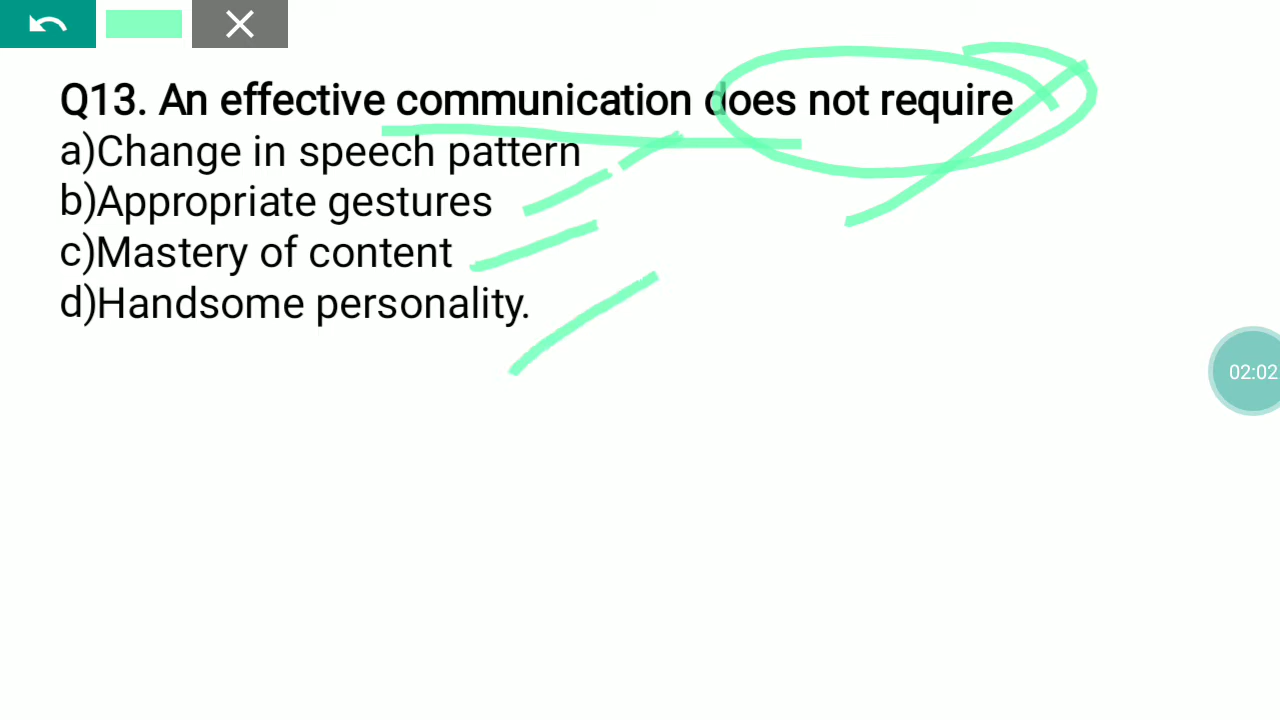 Q13. An effective communication does not require
a)Change in speech pattern
b)Appropriate gestures
c)Mastery of content
d)Handsome personality.
02:02